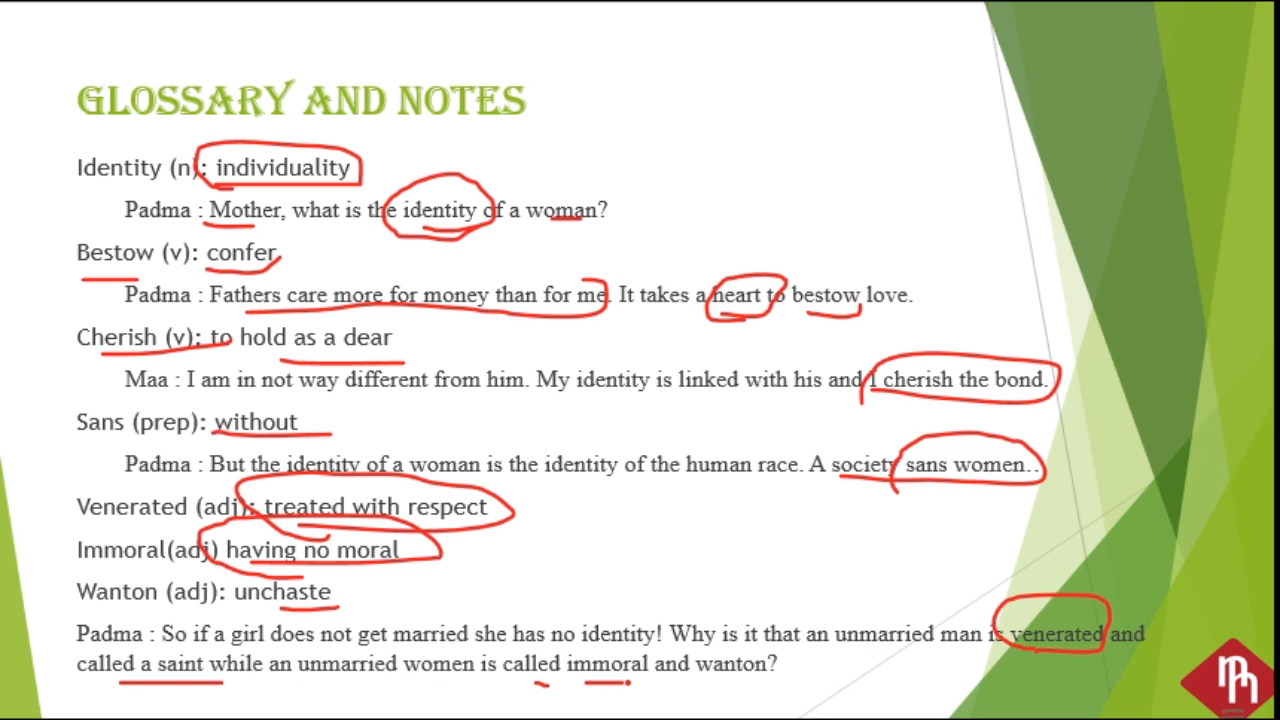 GLOSSARY AND NOTES
Identity (n): individuality
Padma : Mother, what is the identity of a woman?
Bestow (v): confer
Padma : Fathers care more for money than for me. It takes a heart to bestow love.
Cherish (v): to hold as a dear
Maa : I am in not way different from him. My identity is linked with his and I cherish the bond.
Sans (prep): without
Padma : But the identity of a woman is the identity of the human race. A society sans women..
Venerated (adj): treated with respect
Immoral(adj) having no moral
Wanton (adj): unchaste
Padma : So if a girl does not get married she has no identity! Why is it that an unmarried man is venerated and
called a saint while an unmarried women is called immoral and wanton?